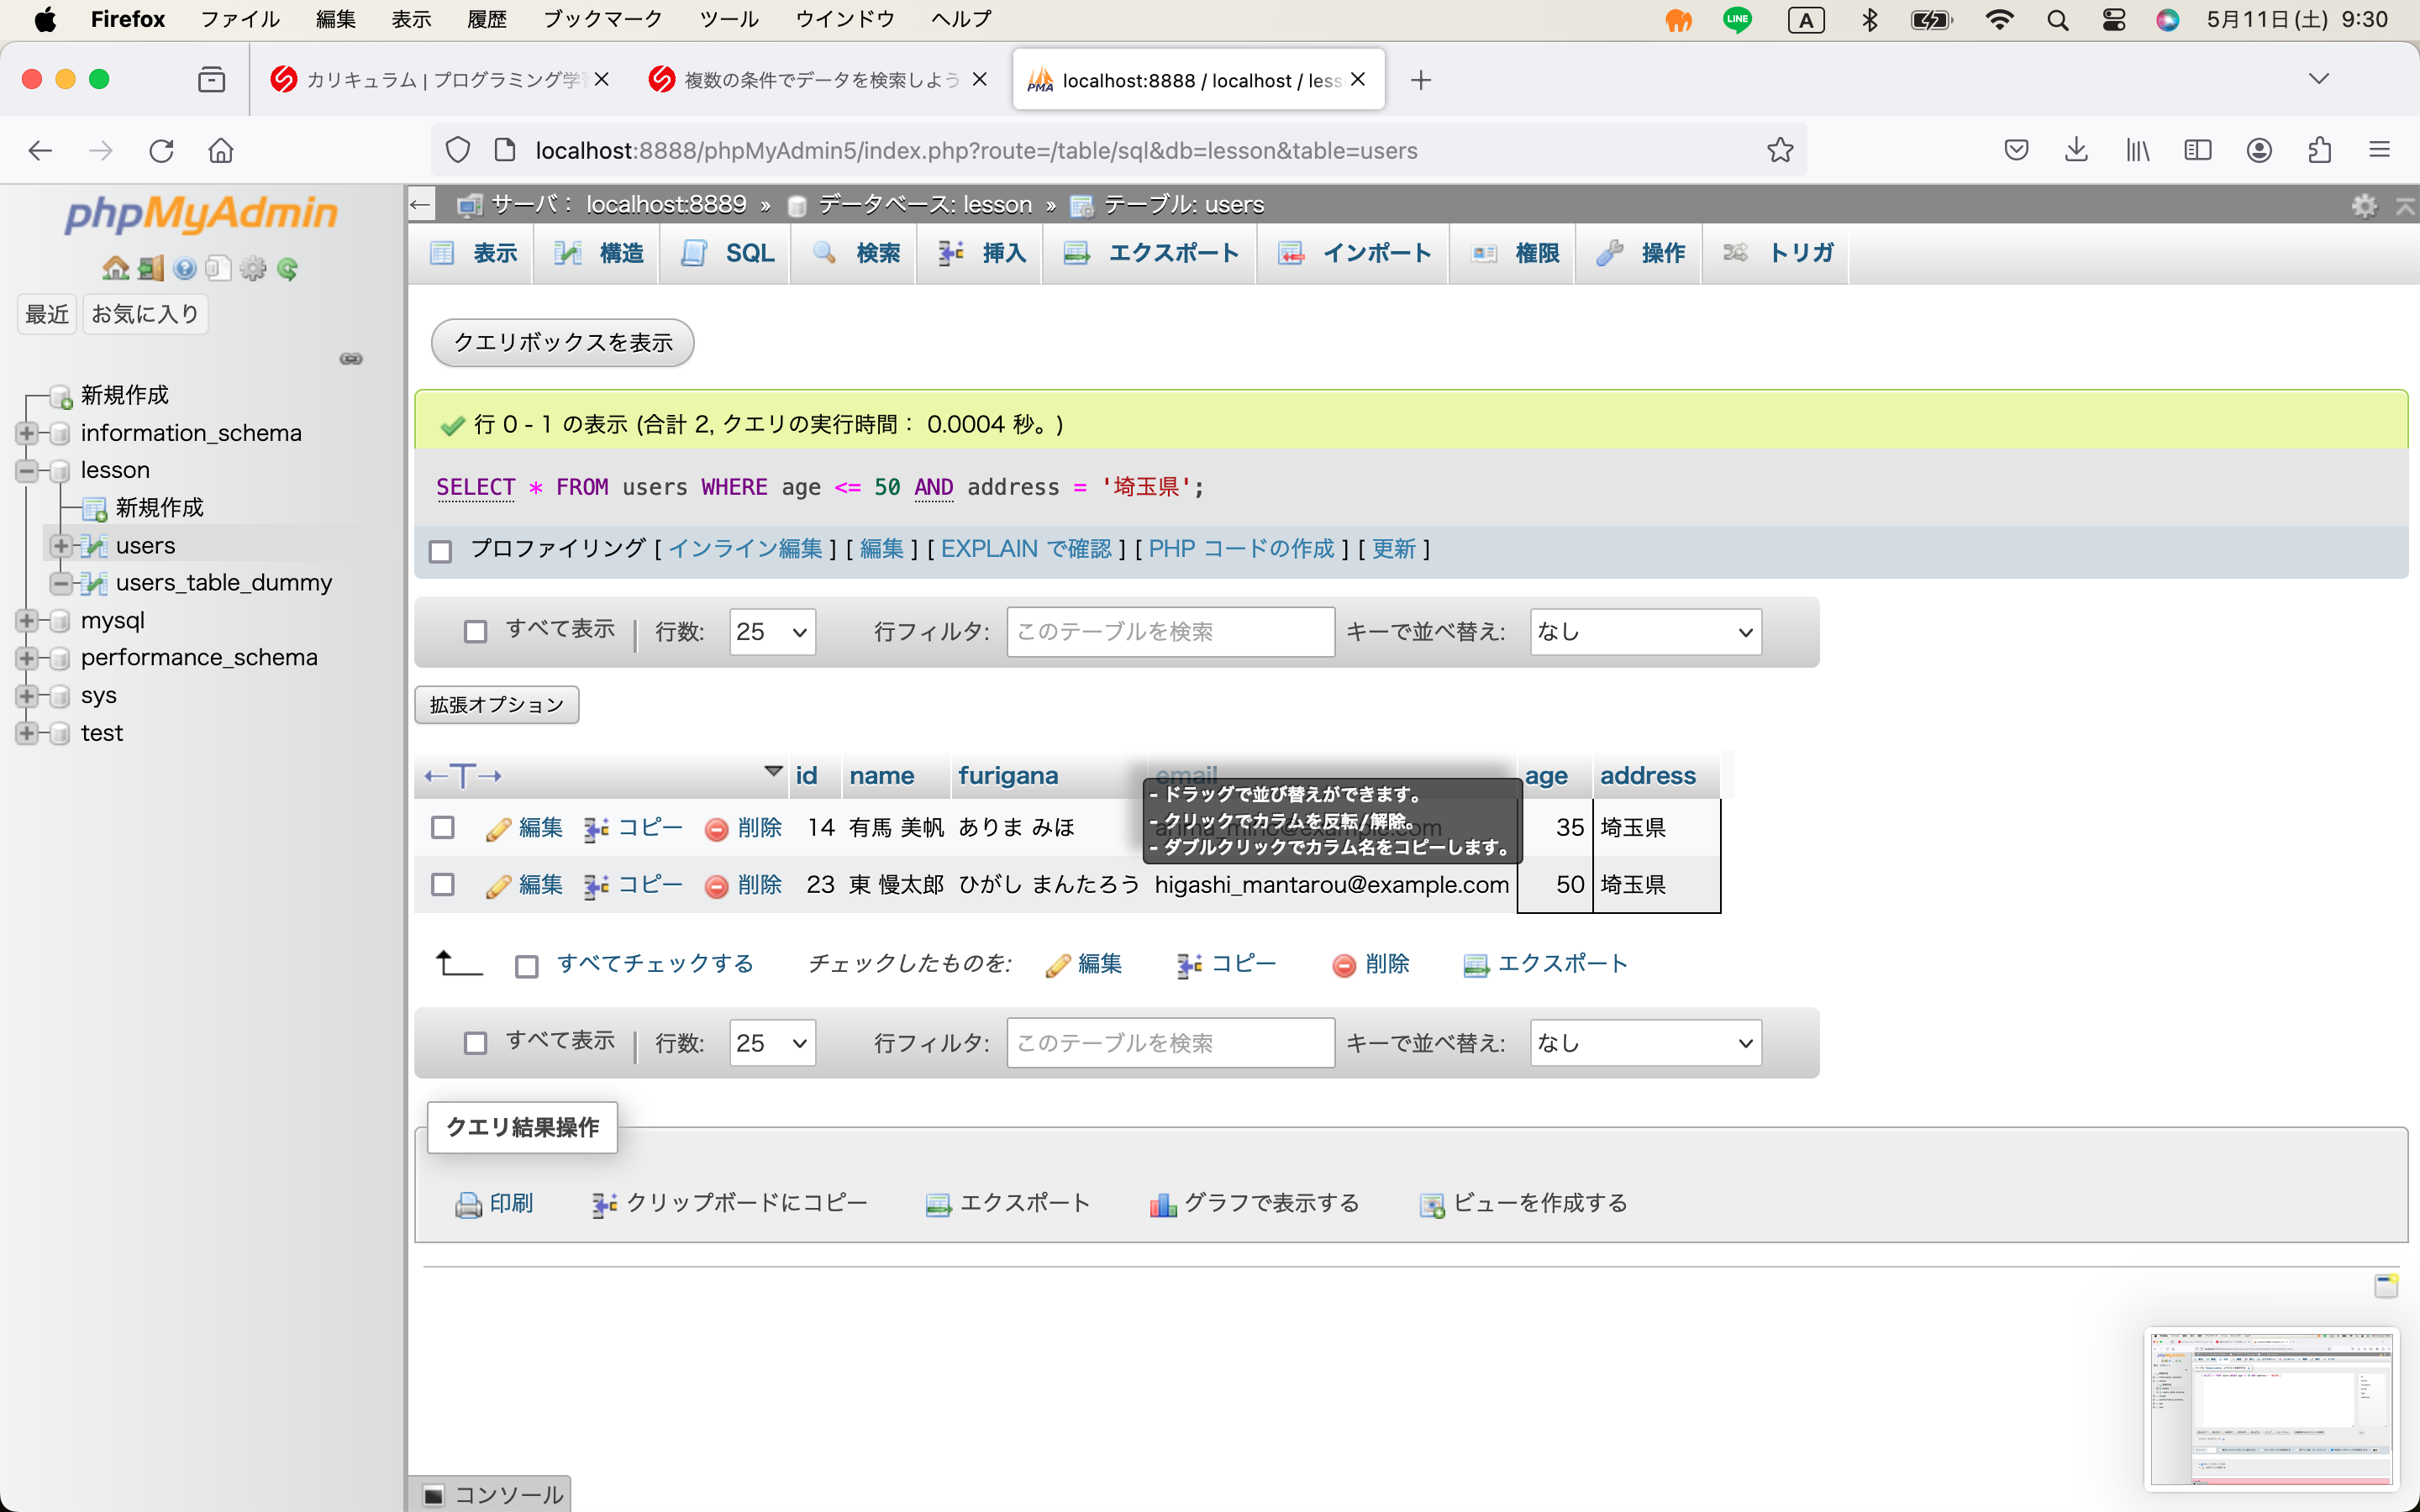 Firefox ファイル 編集 表示 履歴 ブックマーク ツール ウインドウ ヘルプ LINE A 5月11日(土) 9:30
カリキュラム | プログラミング学習 複数の条件でデータを検索しよう PMA localhost:8888 / localhost / less
localhost:8888/phpMyAdmin5/index.php?route=/table/sql&db=lesson&table=users
phpMyAdmin
最近 お気に入り
新規作成
information_schema
lesson
新規作成
users
users_table_dummy
mysql
performance_schema
sys
test
サーバ: localhost:8889 » データベース: lesson » テーブル: users
表示 構造 SQL 検索 挿入 エクスポート インポート 権限 操作 トリガ
クエリボックスを表示
行 0 - 1 の表示 (合計 2, クエリの実行時間: 0.0004 秒。)
SELECT * FROM users WHERE age <= 50 AND address = '埼玉県';
プロファイリング [ インライン編集 ] [ 編集 ] [ EXPLAIN で確認 ] [ PHP コードの作成 ] [ 更新 ]
すべて表示 行数: 25 行フィルタ: このテーブルを検索 キーで並べ替え: なし
拡張オプション
←T→ id name furigana email age address
- ドラッグで並び替えができます。
- クリックでカラムを反転/解除。
- ダブルクリックでカラム名をコピーします。
編集 コピー 削除 14 有馬 美帆 ありま みほ arima_miho@example.com 35 埼玉県
編集 コピー 削除 23 東 慢太郎 ひがし まんたろう higashi_mantarou@example.com 50 埼玉県
すべてチェックする チェックしたものを: 編集 コピー 削除 エクスポート
すべて表示 行数: 25 行フィルタ: このテーブルを検索 キーで並べ替え: なし
クエリ結果操作
印刷 クリップボードにコピー エクスポート グラフで表示する ビューを作成する
コンソール